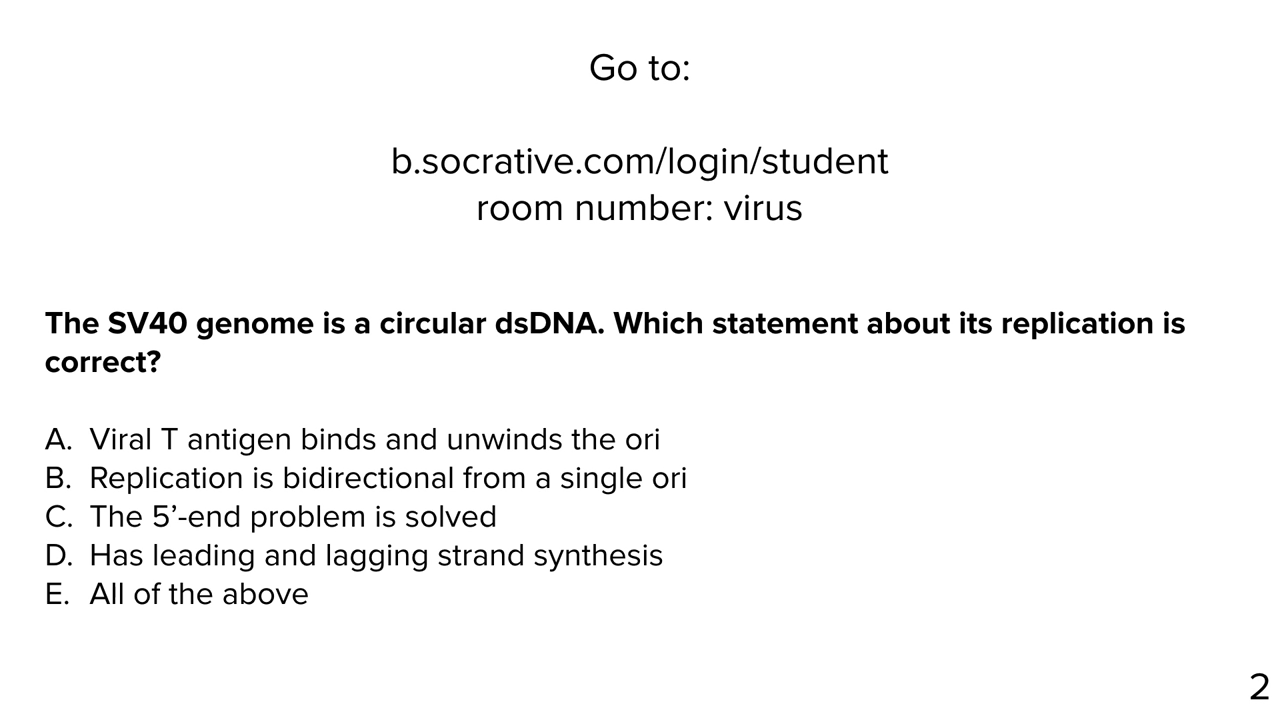 Go to:
b.socrative.com/login/student
room number: virus
The SV40 genome is a circular dsDNA. Which statement about its replication is
correct?
A. Viral T antigen binds and unwinds the ori
B. Replication is bidirectional from a single ori
C. The 5’-end problem is solved
D. Has leading and lagging strand synthesis
E. All of the above
2